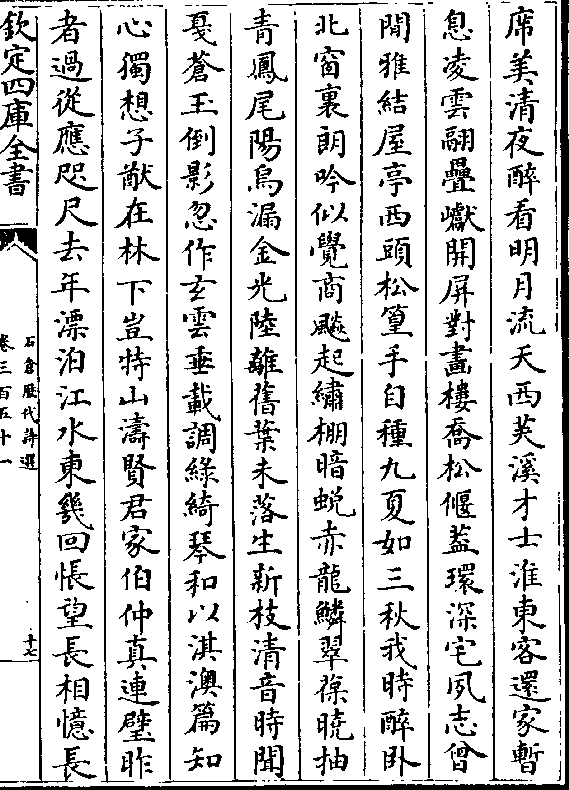 席美清夜醉看明月流天西芙溪才士淮東客還家暫
息凌雲翮疊巘開屏對畫樓喬松偃葢環深宅夙志曾
閒雅結屋亭西頭松篁手自種九夏如三秋我時醉卧
北窗裏朗吟似覺商飈起繡棚暗蛻赤龍鱗翠葆曉抽
青鳳尾陽烏漏金光陸離舊葉未落生新枝清音時聞
戞蒼玉倒影忽作玄雲垂載調綠綺琴和以淇澳篇知
心獨想子猷在林下豈特山濤賢君家伯仲真連璧昨
者過從應咫尺去年漂泊江水東幾回悵望長相憶長
欽定四庫全書
石倉歴代詩選
卷三百五十一
十七